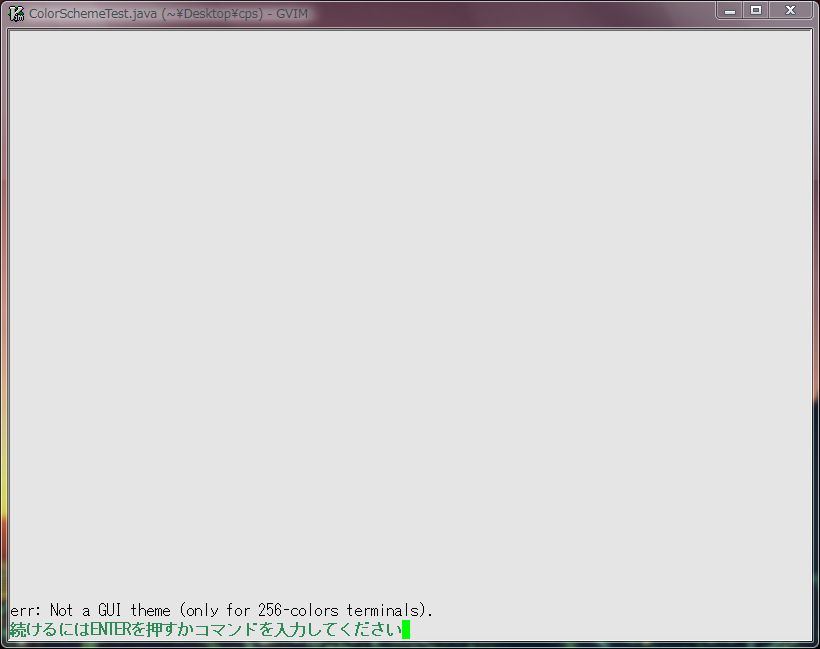 ColorSchemeTest.java (~¥Desktop¥cps) - GVIM
err: Not a GUI theme (only for 256-colors terminals).
続けるにはENTERを押すかコマンドを入力してください